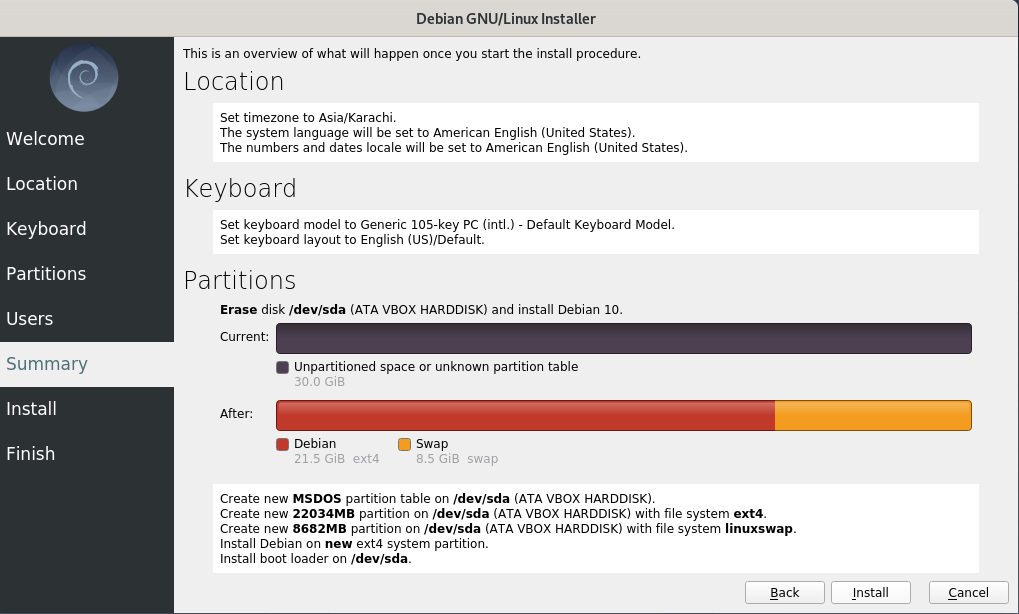 Debian GNU/Linux Installer
Welcome
Location
Keyboard
Partitions
Users
Summary
Install
Finish
This is an overview of what will happen once you start the install procedure.
Location
Set timezone to Asia/Karachi.
The system language will be set to American English (United States).
The numbers and dates locale will be set to American English (United States).
Keyboard
Set keyboard model to Generic 105-key PC (intl.) - Default Keyboard Model.
Set keyboard layout to English (US)/Default.
Partitions
Erase disk /dev/sda (ATA VBOX HARDDISK) and install Debian 10.
Current:
Unpartitioned space or unknown partition table
30.0 GiB
After:
Debian Swap
21.5 GiB ext4 8.5 GiB swap
Create new MSDOS partition table on /dev/sda (ATA VBOX HARDDISK).
Create new 22034MB partition on /dev/sda (ATA VBOX HARDDISK) with file system ext4.
Create new 8682MB partition on /dev/sda (ATA VBOX HARDDISK) with file system linuxswap.
Install Debian on new ext4 system partition.
Install boot loader on /dev/sda.
Back Install Cancel